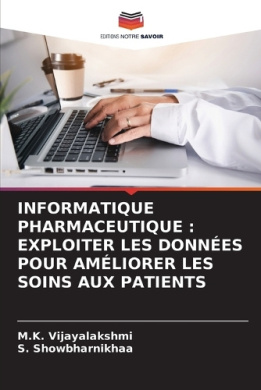 EDITIONS NOTRE SAVOIR
INFORMATIQUE
PHARMACEUTIQUE :
EXPLOITER LES DONNÉES
POUR AMÉLIORER LES
SOINS AUX PATIENTS
M.K. Vijayalakshmi
S. Showbharnikhaa